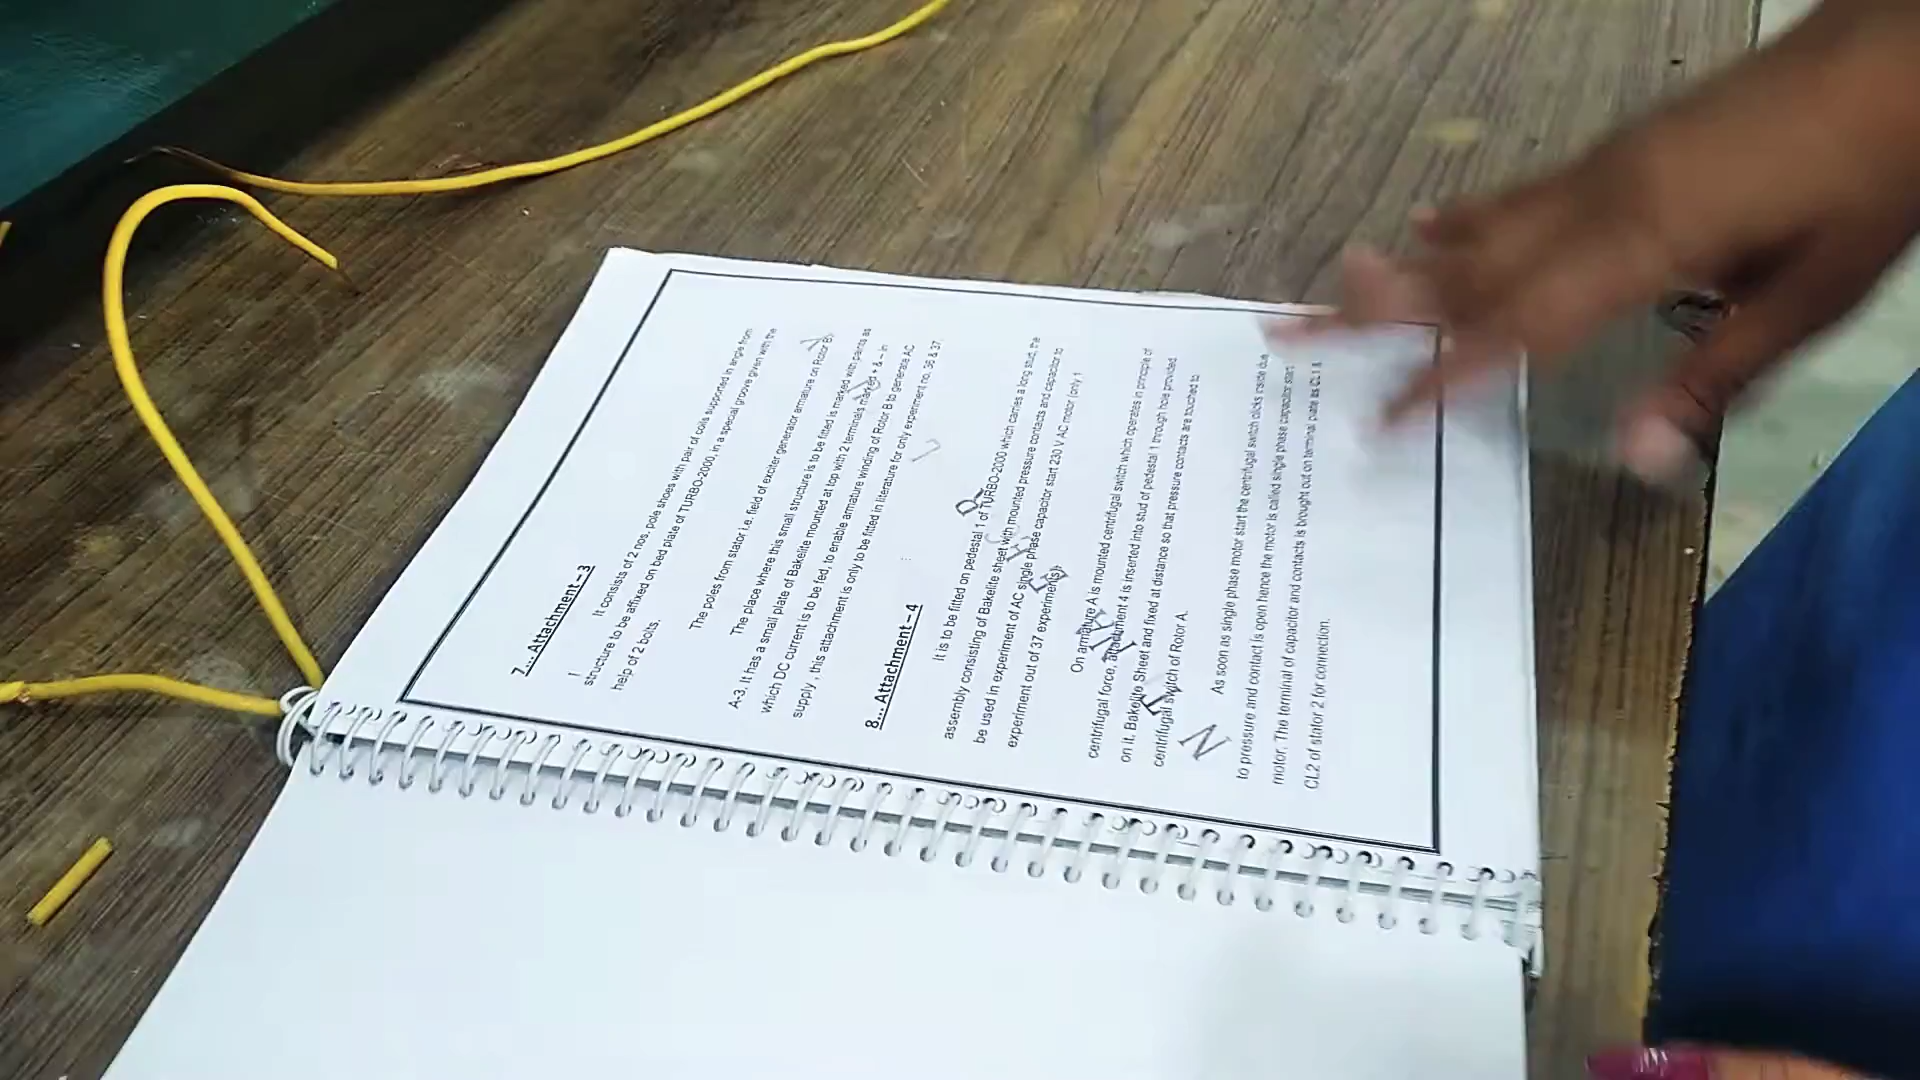 7... Attachment – 3
It consists of 2 nos. pole shoes with pair of coils supported in angle from
structure to be affixed on bed plate of TURBO-2000, in a special groove given with the
help of 2 bolts.
The poles from stator i.e. field of exciter generator armature on Rotor B.
The place where this small structure is to be fitted is marked with paints as
A-3. It has a small plate of Bakelite mounted at top with 2 terminals marked + & – in
which DC current is to be fed, to enable armature winding of Rotor B to generate AC
supply , this attachment is only to be fitted in literature for only experiment no. 36 & 37.
8... Attachment – 4
It is to be fitted on pedestal 1 of TURBO-2000 which carries a long stud, the
assembly consisting of Bakelite sheet with mounted pressure contacts and capacitor to
be used in experiment of AC single phase capacitor start 230 V AC motor (only 1
experiment out of 37 experiments)
On armature A is mounted centrifugal switch which operates in principle of
centrifugal force, attachment 4 is inserted into stud of pedestal 1 through hole provided
on it. Bakelite Sheet and fixed at distance so that pressure contacts are touched to
centrifugal switch of Rotor A.
As soon as single phase motor start the centrifugal switch clicks inside due
to pressure and contact is open hence the motor is called single phase capacitor start
motor. The terminal of capacitor and contacts is brought out on terminal plate as CL1 &
CL2 of stator 2 for connection.